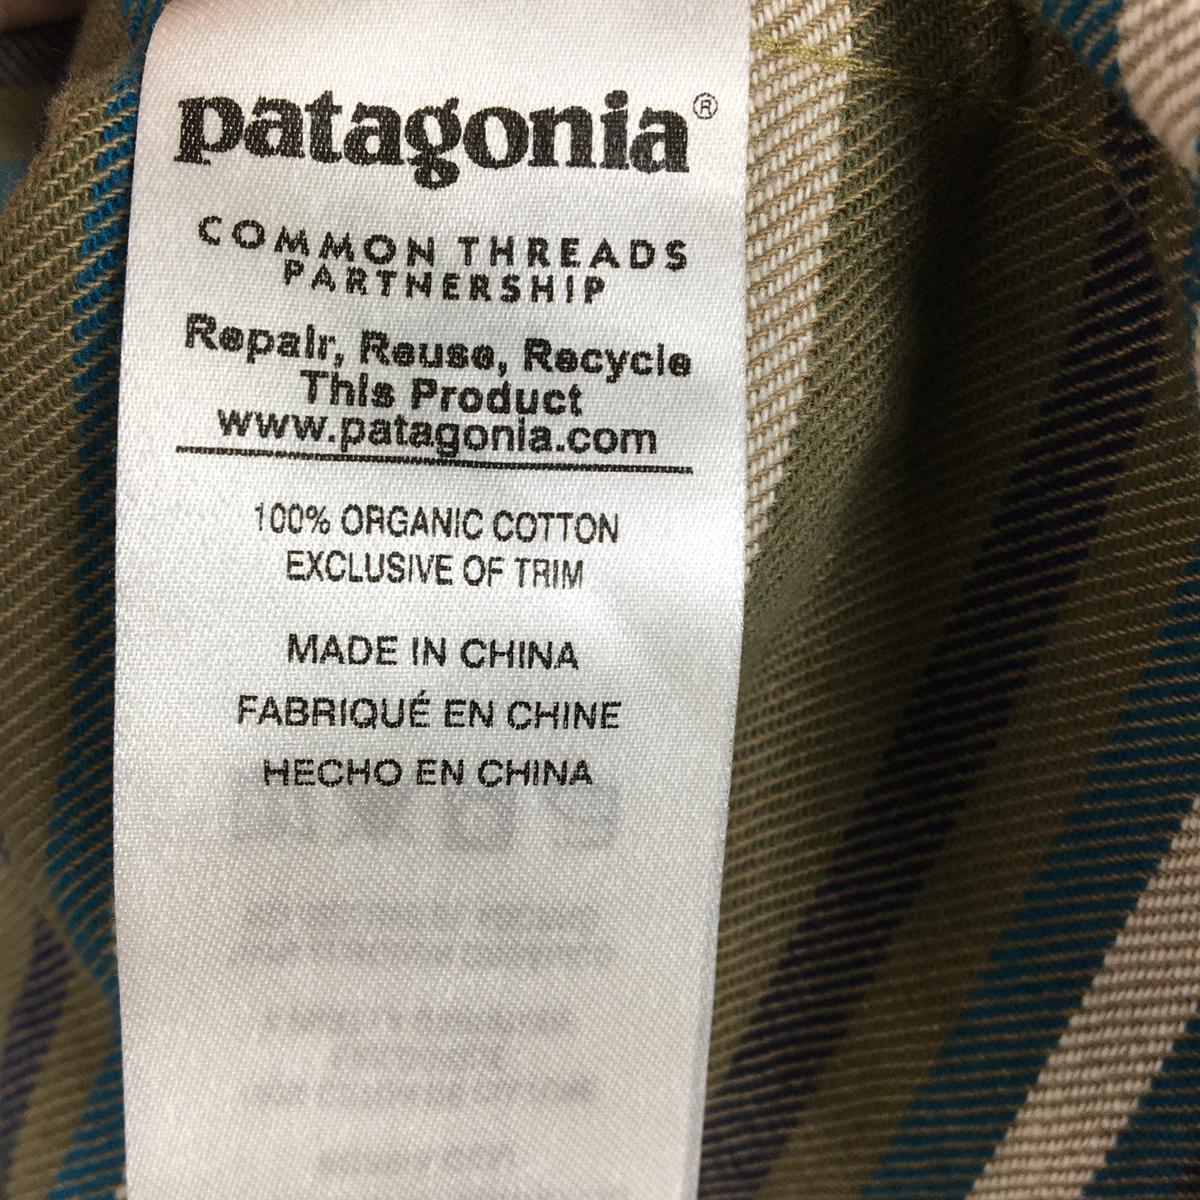 patagonia®
COMMON THREADS
PARTNERSHIP
Repair, Reuse, Recycle
This Product
www.patagonia.com
100% ORGANIC COTTON
EXCLUSIVE OF TRIM
MADE IN CHINA
FABRIQUÉ EN CHINE
HECHO EN CHINA